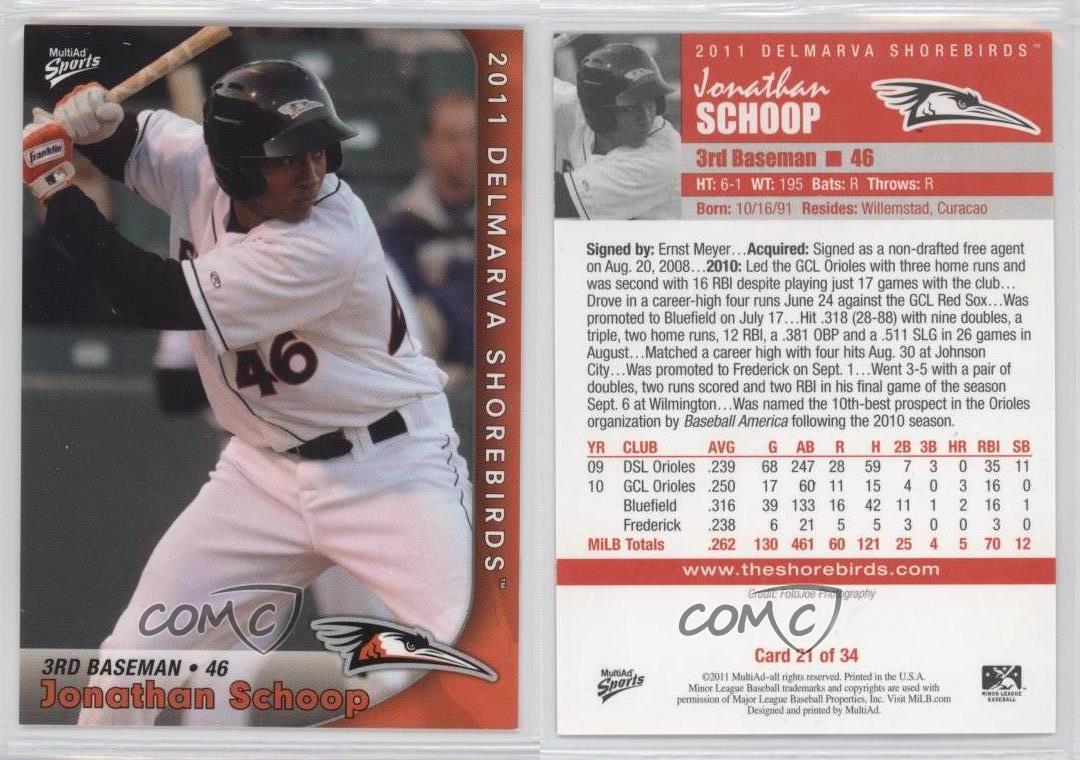 MultiAd
Sports
franklin
46
2011 DELMARVA SHOREBIRDS™
COMC
3RD BASEMAN • 46
Jonathan Schoop
2011 DELMARVA SHOREBIRDS™
Jonathan
SCHOOP
3rd Baseman ■ 46
HT: 6-1 WT: 195 Bats: R Throws: R
Born: 10/16/91 Resides: Willemstad, Curacao
Signed by: Ernst Meyer…Acquired: Signed as a non-drafted free agent
on Aug. 20, 2008…2010: Led the GCL Orioles with three home runs and
was second with 16 RBI despite playing just 17 games with the club…
Drove in a career-high four runs June 24 against the GCL Red Sox…Was
promoted to Bluefield on July 17…Hit .318 (28-88) with nine doubles, a
triple, two home runs, 12 RBI, a .381 OBP and a .511 SLG in 26 games in
August…Matched a career high with four hits Aug. 30 at Johnson
City…Was promoted to Frederick on Sept. 1…Went 3-5 with a pair of
doubles, two runs scored and two RBI in his final game of the season
Sept. 6 at Wilmington…Was named the 10th-best prospect in the Orioles
organization by Baseball America following the 2010 season.
YR CLUB AVG G AB R H 2B 3B HR RBI SB
09 DSL Orioles .239 68 247 28 59 7 3 0 35 11
10 GCL Orioles .250 17 60 11 15 4 0 3 16 0
Bluefield .316 39 133 16 42 11 1 2 16 1
Frederick .238 6 21 5 5 3 0 0 3 0
MiLB Totals .262 130 461 60 121 25 4 5 70 12
www.theshorebirds.com
Credit: FotoJoe Photography
COMC
Card 21 of 34
MultiAd
Sports
©2011 MultiAd–all rights reserved. Printed in the U.S.A.
Minor League Baseball trademarks and copyrights are used with
permission of Major League Baseball Properties, Inc. Visit MiLB.com
Designed and printed by MultiAd.
MINOR LEAGUE
BASEBALL